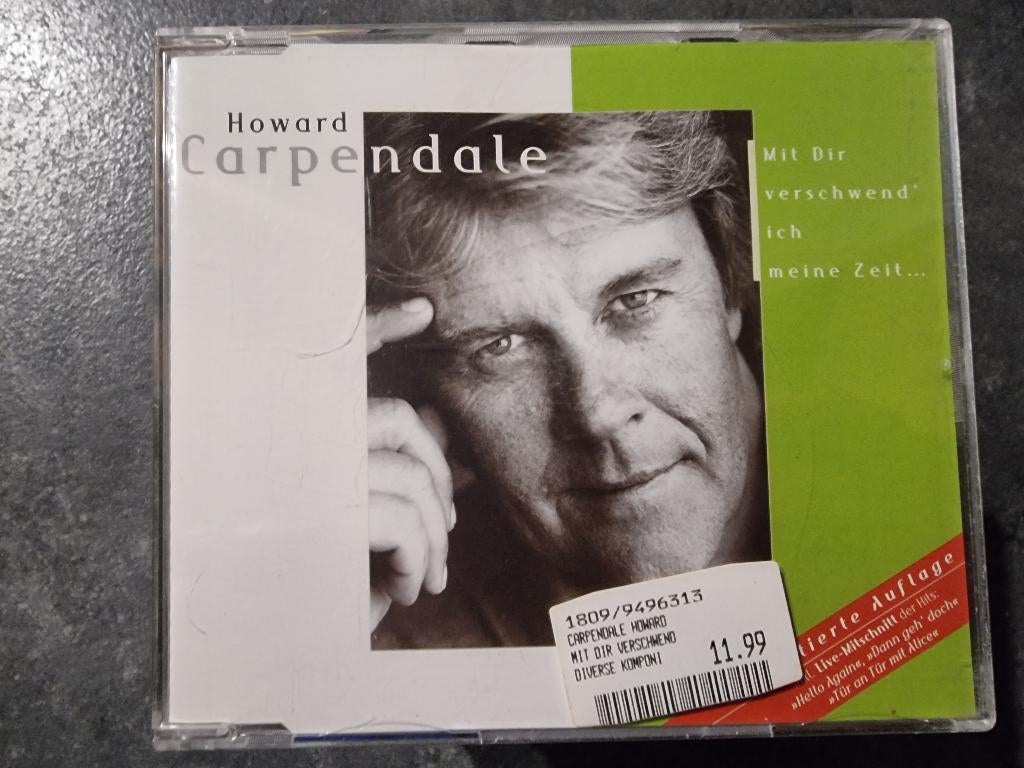 Howard
Carpendale
Mit Dir
verschwend'
ich
meine Zeit...
1809/9496313
CARPENDALE HOWARD
MIT DIR VERSCHWEND
DIVERSE KOMPONI
11.99
Auflage
Live-Mitschnitt der Hits:
»Hello Again«, »Dann geh' doch«
»Tür an Tür mit Alice«